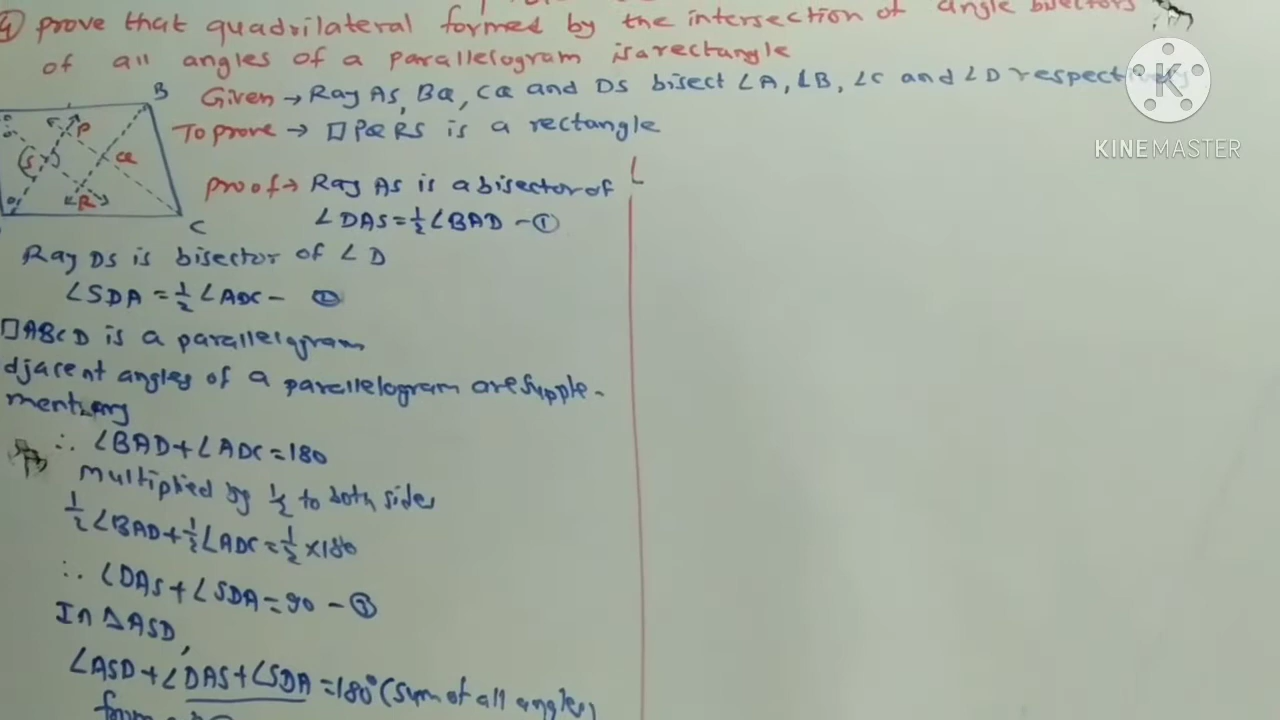 4) prove that quadrilateral formed by the intersection of angle bisectors
of all angles of a parallelogram is a rectangle
Given → Ray AS, BQ, CQ and DS bisect ∠A, ∠B, ∠C and ∠D respectively
To prove → □PQRS is a rectangle
B
P
Q
S
R
C
proof → Ray AS is a bisector of ∠
∠DAS = 1/2 ∠BAD - ①
Ray DS is bisector of ∠D
∠SDA = 1/2 ∠ADC - ②
□ABCD is a parallelogram
djacent angles of a parallelogram are supple-
mentary
∴ ∠BAD + ∠ADC = 180
Multiplied by 1/2 to both sides
1/2 ∠BAD + 1/2 ∠ADC = 1/2 × 180
∴ ∠DAS + ∠SDA = 90 - ③
In △ASD,
∠ASD + ∠DAS + ∠SDA = 180° (sum of all angles)
from
K
KINEMASTER